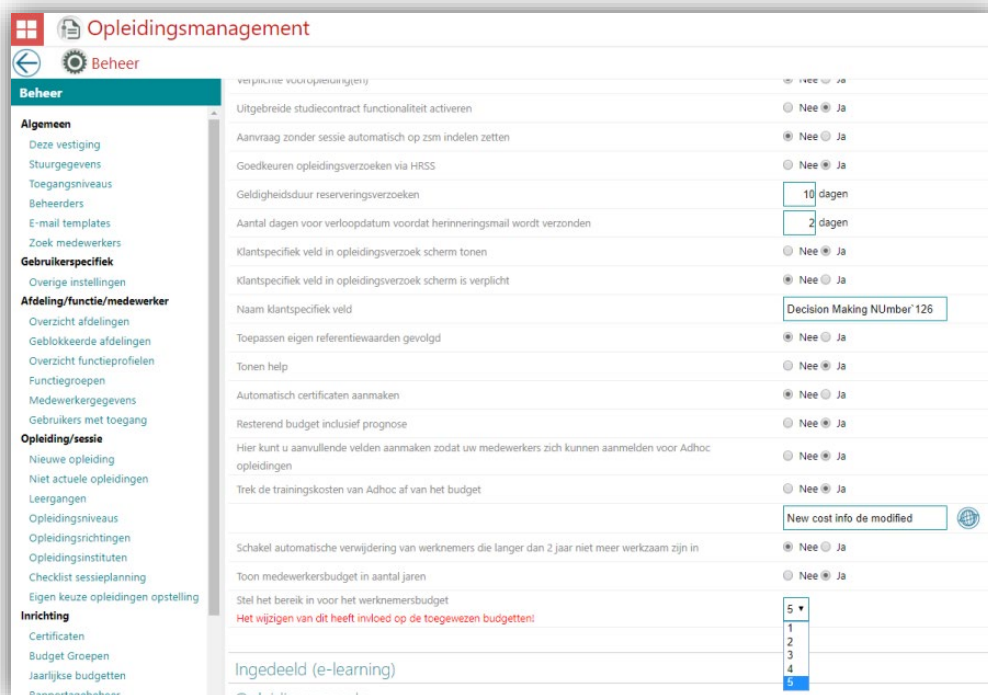 Opleidingsmanagement
Beheer
Beheer
Algemeen
Deze vestiging
Stuurgegevens
Toegangsniveaus
Beheerders
E-mail templates
Zoek medewerkers
Gebruikerspecifiek
Overige instellingen
Afdeling/functie/medewerker
Overzicht afdelingen
Geblokkeerde afdelingen
Overzicht functieprofielen
Functiegroepen
Medewerkergegevens
Gebruikers met toegang
Opleiding/sessie
Nieuwe opleiding
Niet actuele opleidingen
Leergangen
Opleidingsniveaus
Opleidingsrichtingen
Opleidingsinstituten
Checklist sessieplanning
Eigen keuze opleidingen opstelling
Inrichting
Certificaten
Budget Groepen
Jaarlijkse budgetten
Verplichte vooropleiding(en) Nee Ja
Uitgebreide studiecontract functionaliteit activeren Nee Ja
Aanvraag zonder sessie automatisch op zsm indelen zetten Nee Ja
Goedkeuren opleidingsverzoeken via HRSS Nee Ja
Geldigheidsduur reserveringsverzoeken 10 dagen
Aantal dagen voor verloopdatum voordat herinneringsmail wordt verzonden 2 dagen
Klantspecifiek veld in opleidingsverzoek scherm tonen Nee Ja
Klantspecifiek veld in opleidingsverzoek scherm is verplicht Nee Ja
Naam klantspecifiek veld Decision Making NUmber`126
Toepassen eigen referentiewaarden gevolgd Nee Ja
Tonen help Nee Ja
Automatisch certificaten aanmaken Nee Ja
Resterend budget inclusief prognose Nee Ja
Hier kunt u aanvullende velden aanmaken zodat uw medewerkers zich kunnen aanmelden voor Adhoc
opleidingen Nee Ja
Trek de trainingskosten van Adhoc af van het budget Nee Ja
New cost info de modified
Schakel automatische verwijdering van werknemers die langer dan 2 jaar niet meer werkzaam zijn in Nee Ja
Toon medewerkersbudget in aantal jaren Nee Ja
Stel het bereik in voor het werknemersbudget 5
Het wijzigen van dit heeft invloed op de toegewezen budgetten!
1
2
3
4
5
Ingedeeld (e-learning)